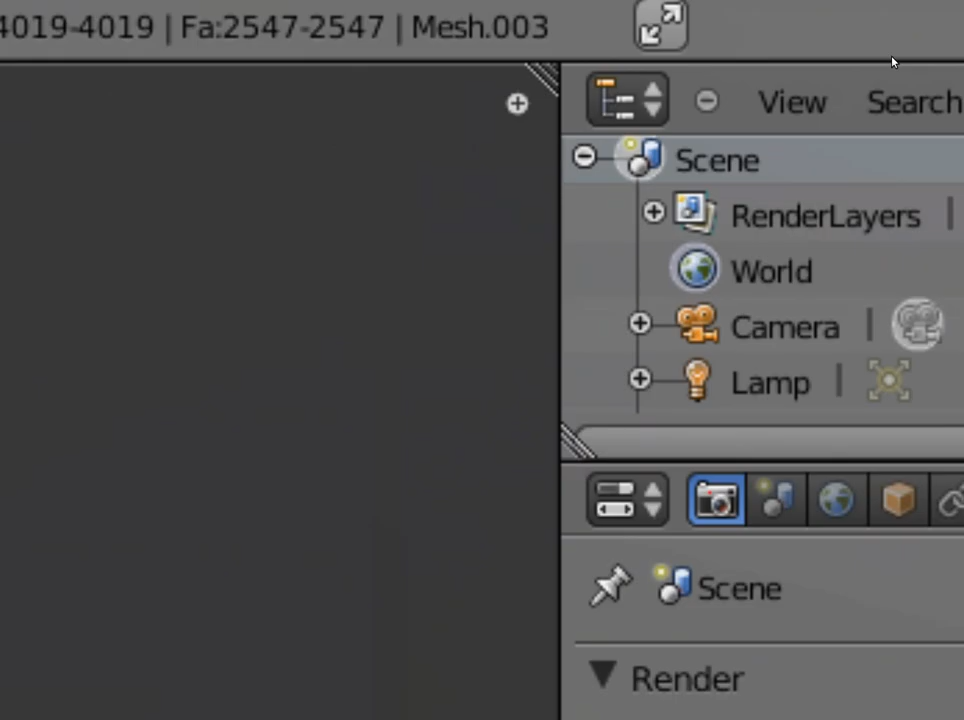 4019-4019 | Fa:2547-2547 | Mesh.003
View Search
Scene
RenderLayers |
World
Camera |
Lamp |
Scene
Render